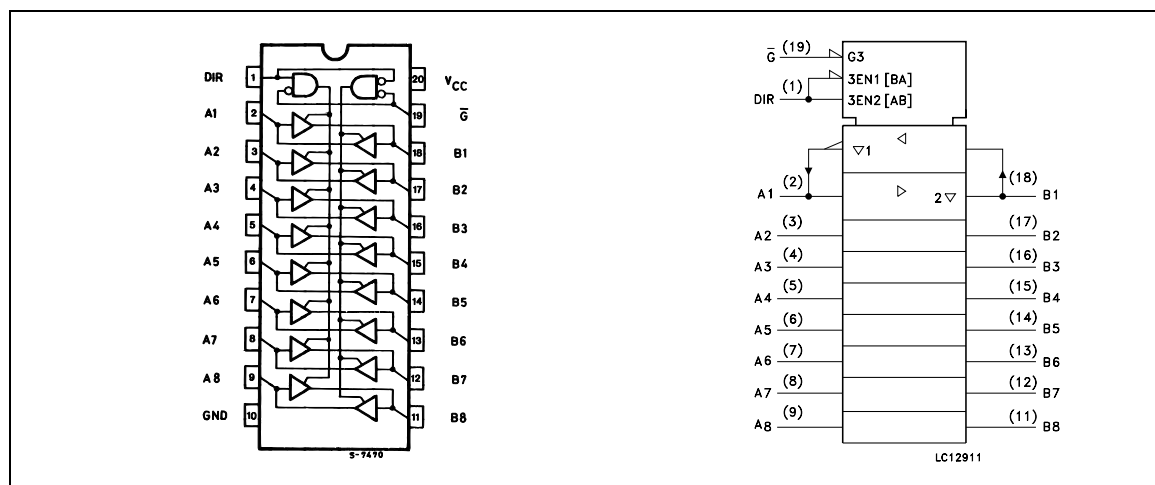 DIR 1 20 VCC
A1 2 19 G̅
A2 3 18 B1
A3 4 17 B2
A4 5 16 B3
A5 6 15 B4
A6 7 14 B5
A7 8 13 B6
A8 9 12 B7
GND 10 11 B8
S-7470
G̅ (19) G3
3EN1 [BA]
DIR (1) 3EN2 [AB]
▽1 ◁
A1 (2) ▷ 2▽ (18) B1
A2 (3) (17) B2
A3 (4) (16) B3
A4 (5) (15) B4
A5 (6) (14) B5
A6 (7) (13) B6
A7 (8) (12) B7
A8 (9) (11) B8
LC12911